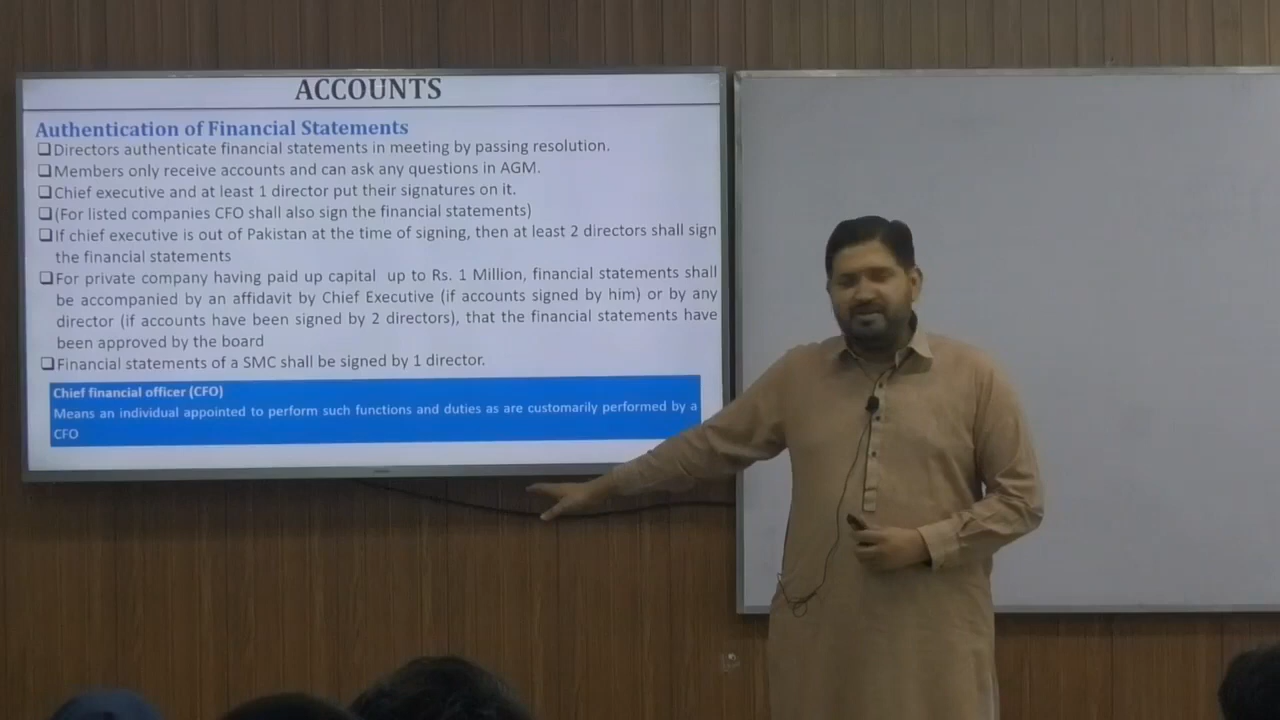 ACCOUNTS
Authentication of Financial Statements
❑Directors authenticate financial statements in meeting by passing resolution.
❑Members only receive accounts and can ask any questions in AGM.
❑Chief executive and at least 1 director put their signatures on it.
❑(For listed companies CFO shall also sign the financial statements)
❑If chief executive is out of Pakistan at the time of signing, then at least 2 directors shall sign
the financial statements
❑For private company having paid up capital up to Rs. 1 Million, financial statements shall
be accompanied by an affidavit by Chief Executive (if accounts signed by him) or by any
director (if accounts have been signed by 2 directors), that the financial statements have
been approved by the board
❑Financial statements of a SMC shall be signed by 1 director.
Chief financial officer (CFO)
Means an individual appointed to perform such functions and duties as are customarily performed by a
CFO